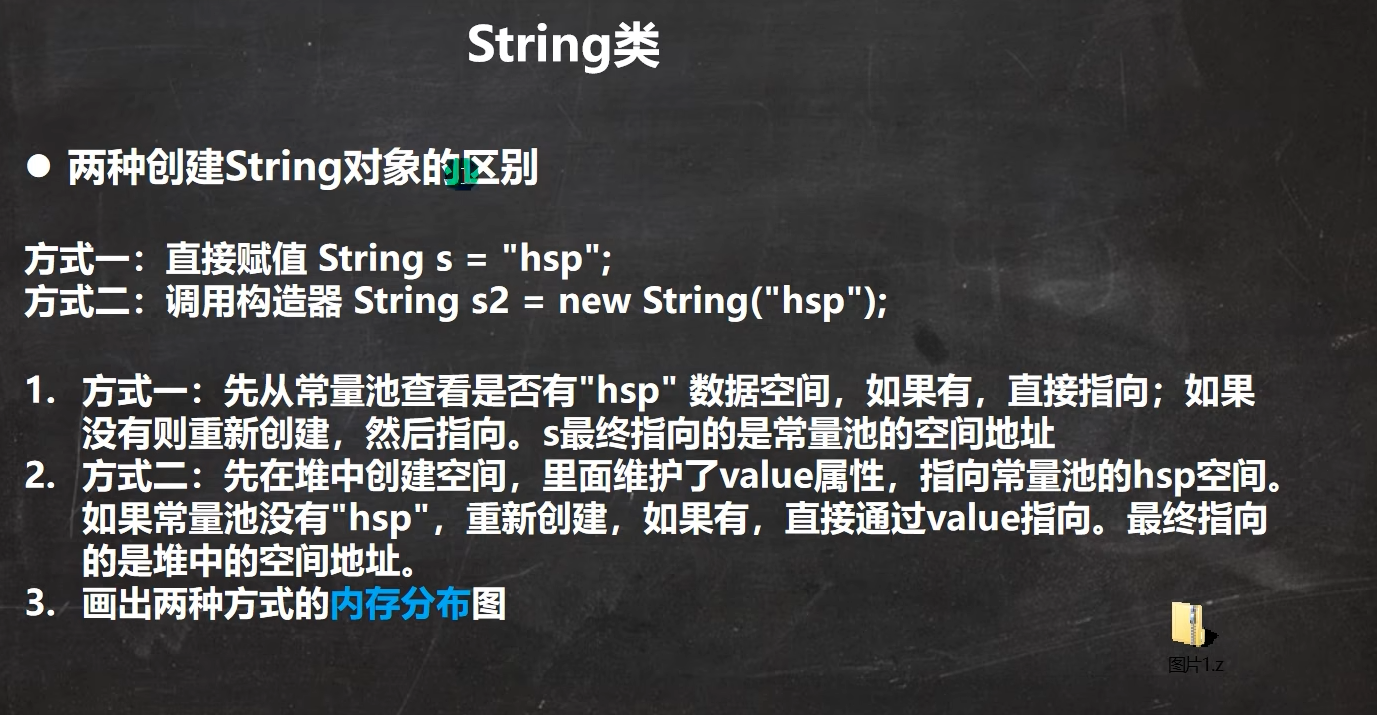 String类
● 两种创建String对象的区别
方式一：直接赋值 String s = "hsp";
方式二：调用构造器 String s2 = new String("hsp");
1. 方式一：先从常量池查看是否有"hsp" 数据空间，如果有，直接指向；如果
没有则重新创建，然后指向。s最终指向的是常量池的空间地址
2. 方式二：先在堆中创建空间，里面维护了value属性，指向常量池的hsp空间。
如果常量池没有"hsp"，重新创建，如果有，直接通过value指向。最终指向
的是堆中的空间地址。
3. 画出两种方式的内存分布图
图片1.z